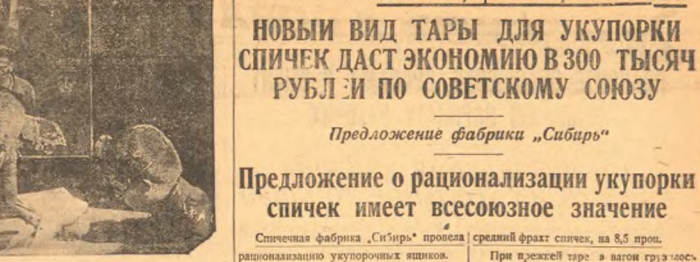 НОВЫЙ ВИД ТАРЫ ДЛЯ УКУПОРКИ
СПИЧЕК ДАСТ ЭКОНОМИЮ В 300 ТЫСЯЧ
РУБЛЕЙ ПО СОВЕТСКОМУ СОЮЗУ
Предложение фабрики „Сибирь“
Предложение о рационализации укупорки
спичек имеет всесоюзное значение
Спичечная фабрика „Сибирь“ провела
рационализацию укупорочных ящиков.
средний фрахт спичек, на 8,5 проц.
При прежней таре в вагон грузилось